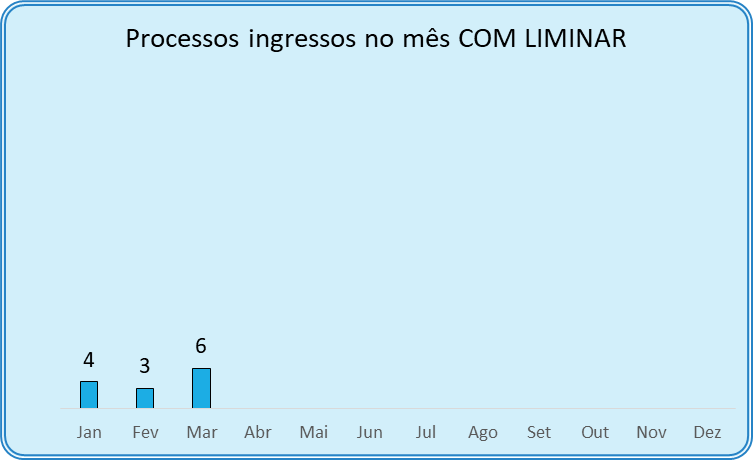 Processos ingressos no mês COM LIMINAR
6
4
3
Jan Fev Mar Abr Mai Jun Jul Ago Set Out Nov Dez